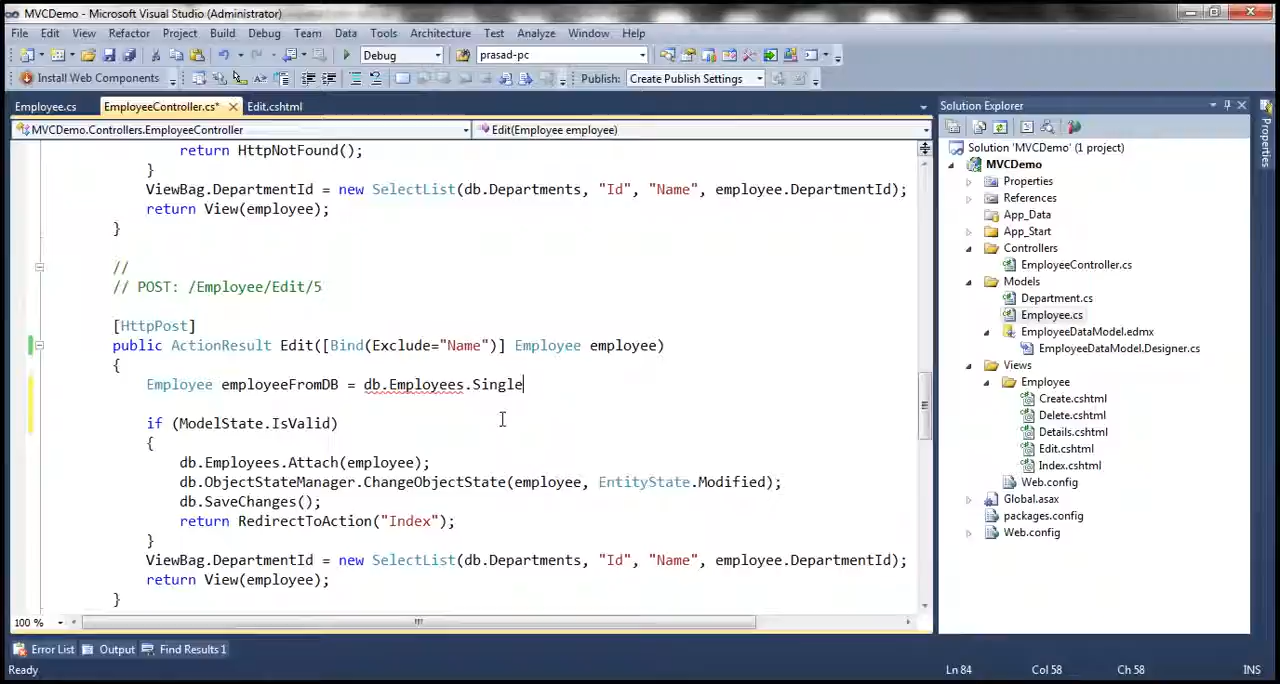 MVCDemo - Microsoft Visual Studio (Administrator)
File Edit View Refactor Project Build Debug Team Data Tools Architecture Test Analyze Window Help
Debug prasad-pc
Install Web Components Publish: Create Publish Settings
Employee.cs EmployeeController.cs* Edit.cshtml
MVCDemo.Controllers.EmployeeController Edit(Employee employee)
return HttpNotFound();
}
ViewBag.DepartmentId = new SelectList(db.Departments, "Id", "Name", employee.DepartmentId);
return View(employee);
}
//
// POST: /Employee/Edit/5
[HttpPost]
public ActionResult Edit([Bind(Exclude="Name")] Employee employee)
{
Employee employeeFromDB = db.Employees.Single
if (ModelState.IsValid)
{
db.Employees.Attach(employee);
db.ObjectStateManager.ChangeObjectState(employee, EntityState.Modified);
db.SaveChanges();
return RedirectToAction("Index");
}
ViewBag.DepartmentId = new SelectList(db.Departments, "Id", "Name", employee.DepartmentId);
return View(employee);
}
100 %
Solution Explorer
Solution 'MVCDemo' (1 project)
MVCDemo
Properties
References
App_Data
App_Start
Controllers
EmployeeController.cs
Models
Department.cs
Employee.cs
EmployeeDataModel.edmx
EmployeeDataModel.Designer.cs
Views
Employee
Create.cshtml
Delete.cshtml
Details.cshtml
Edit.cshtml
Index.cshtml
Web.config
Global.asax
packages.config
Web.config
Properties
Error List Output Find Results 1
Ready Ln 84 Col 58 Ch 58 INS